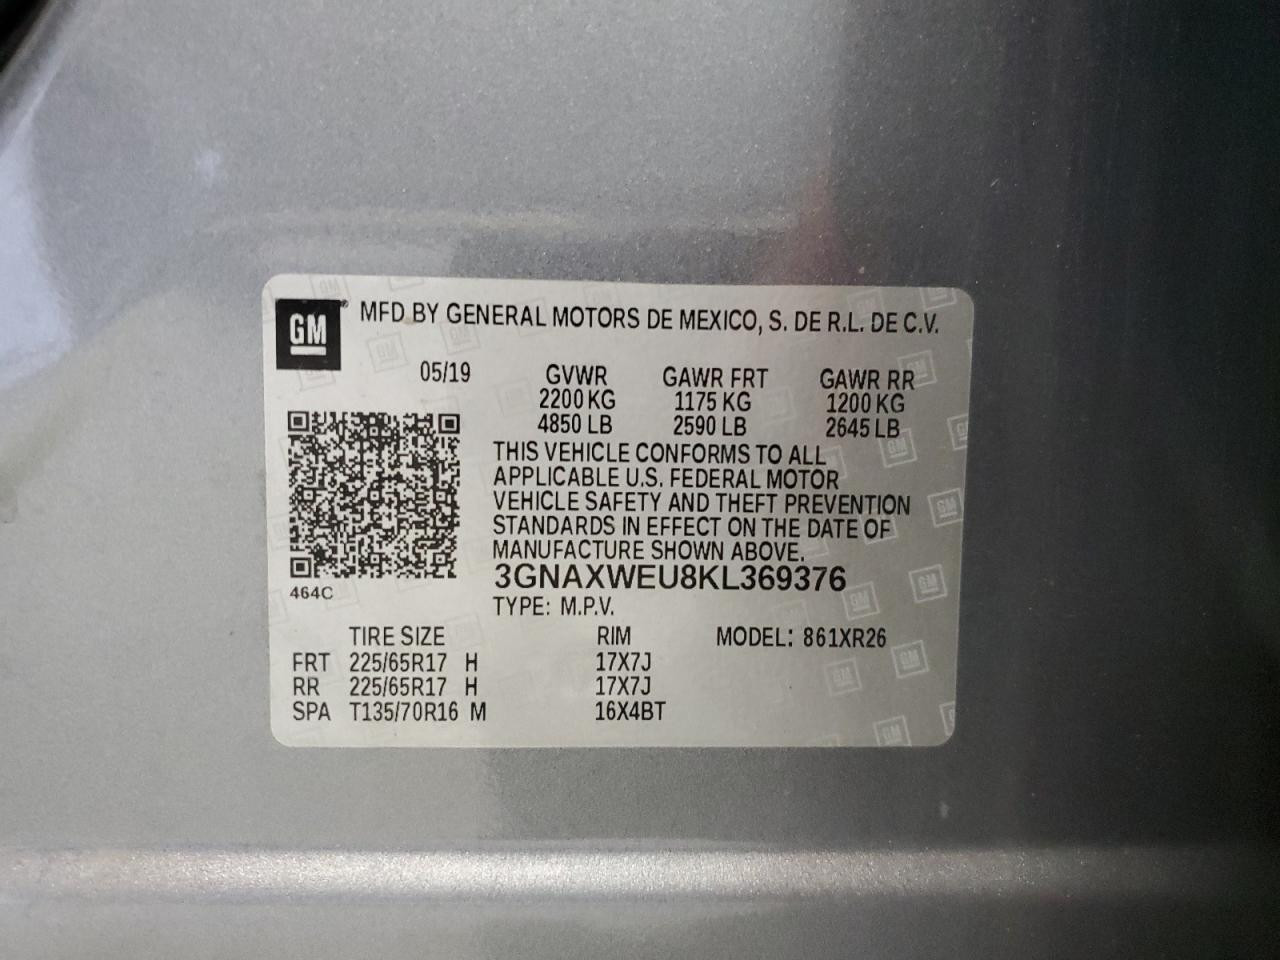 GM
MFD BY GENERAL MOTORS DE MEXICO, S. DE R.L. DE C.V.
05/19 GVWR GAWR FRT GAWR RR
2200 KG 1175 KG 1200 KG
4850 LB 2590 LB 2645 LB
THIS VEHICLE CONFORMS TO ALL
APPLICABLE U.S. FEDERAL MOTOR
VEHICLE SAFETY AND THEFT PREVENTION
STANDARDS IN EFFECT ON THE DATE OF
MANUFACTURE SHOWN ABOVE.
3GNAXWEU8KL369376
464C
TYPE: M.P.V.
TIRE SIZE RIM MODEL: 861XR26
FRT 225/65R17 H 17X7J
RR 225/65R17 H 17X7J
SPA T135/70R16 M 16X4BT